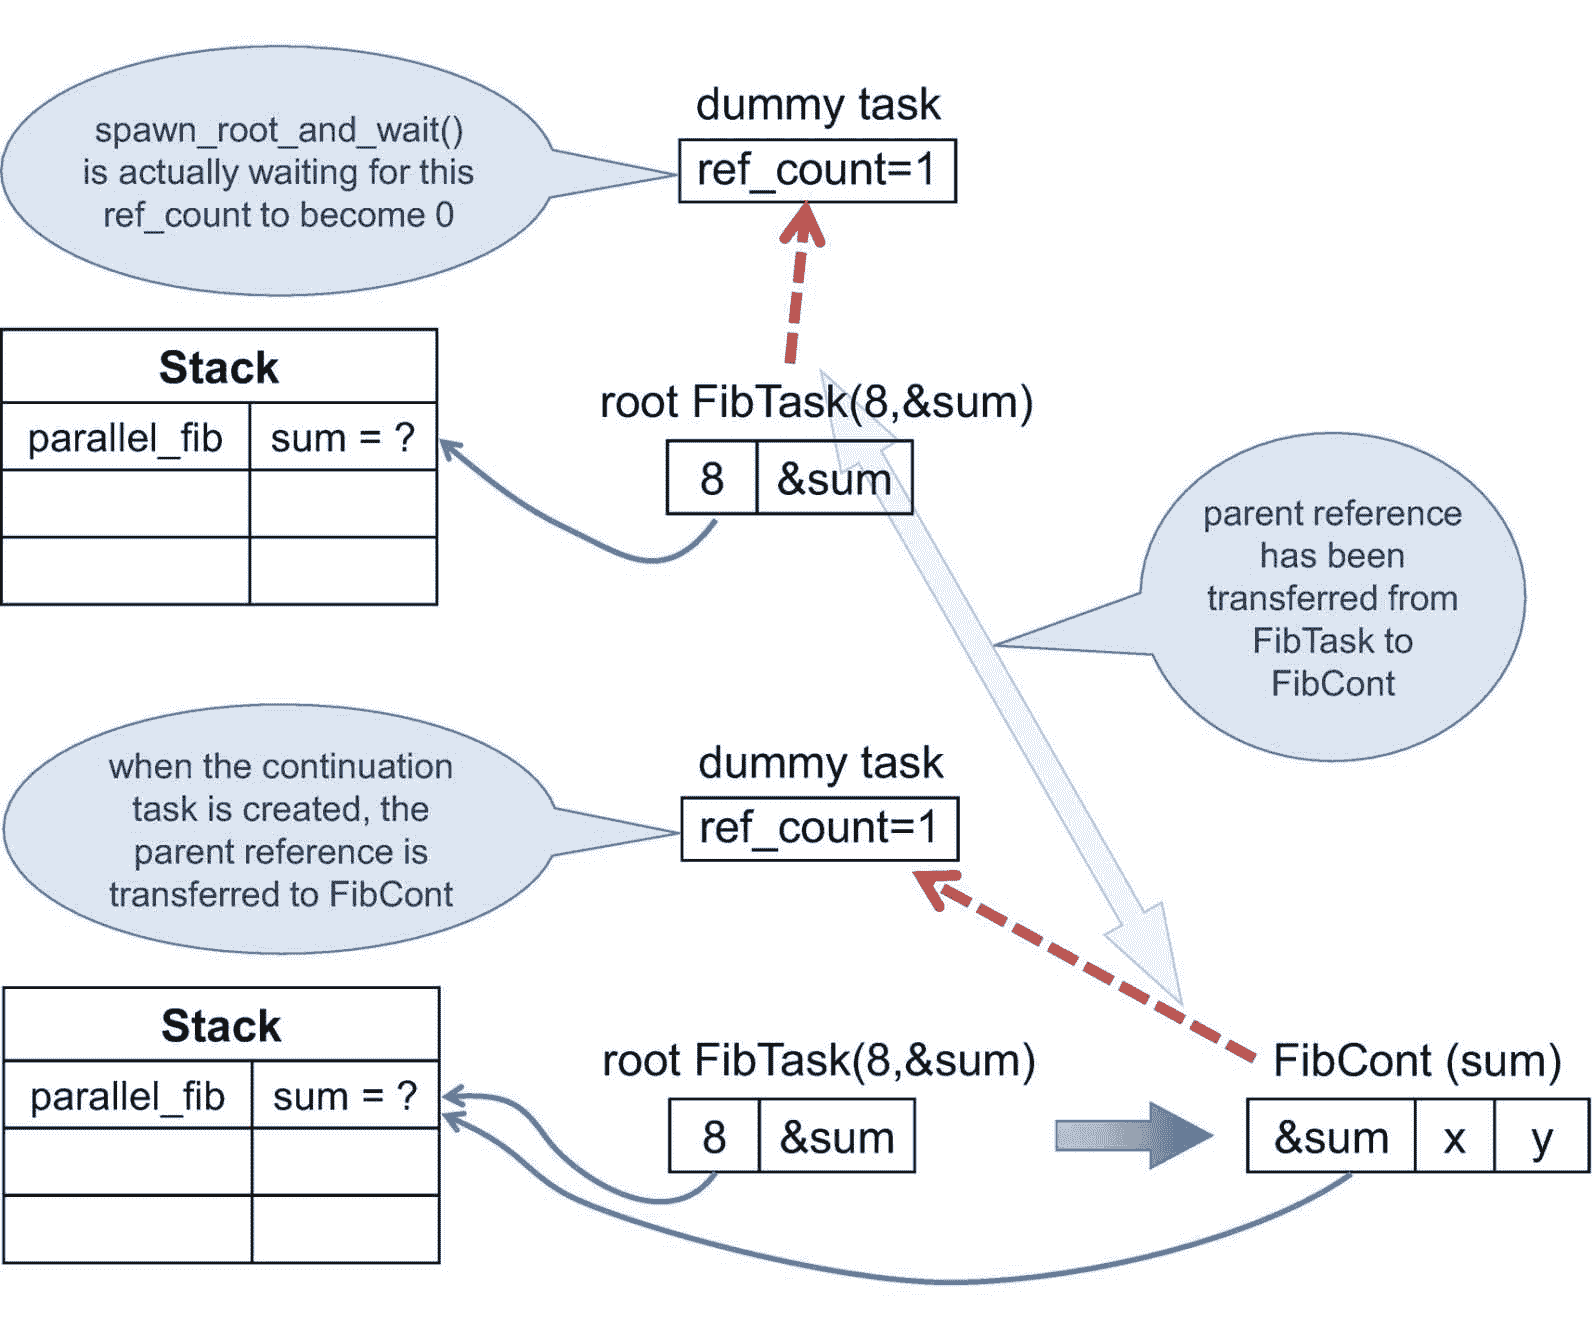 dummy task
ref_count=1
spawn_root_and_wait()
is actually waiting for this
ref_count to become 0
Stack
parallel_fib sum = ?
root FibTask(8,&sum)
8 &sum
parent reference
has been
transferred from
FibTask to
FibCont
dummy task
ref_count=1
when the continuation
task is created, the
parent reference is
transferred to FibCont
Stack
parallel_fib sum = ?
root FibTask(8,&sum)
8 &sum
FibCont (sum)
&sum x y